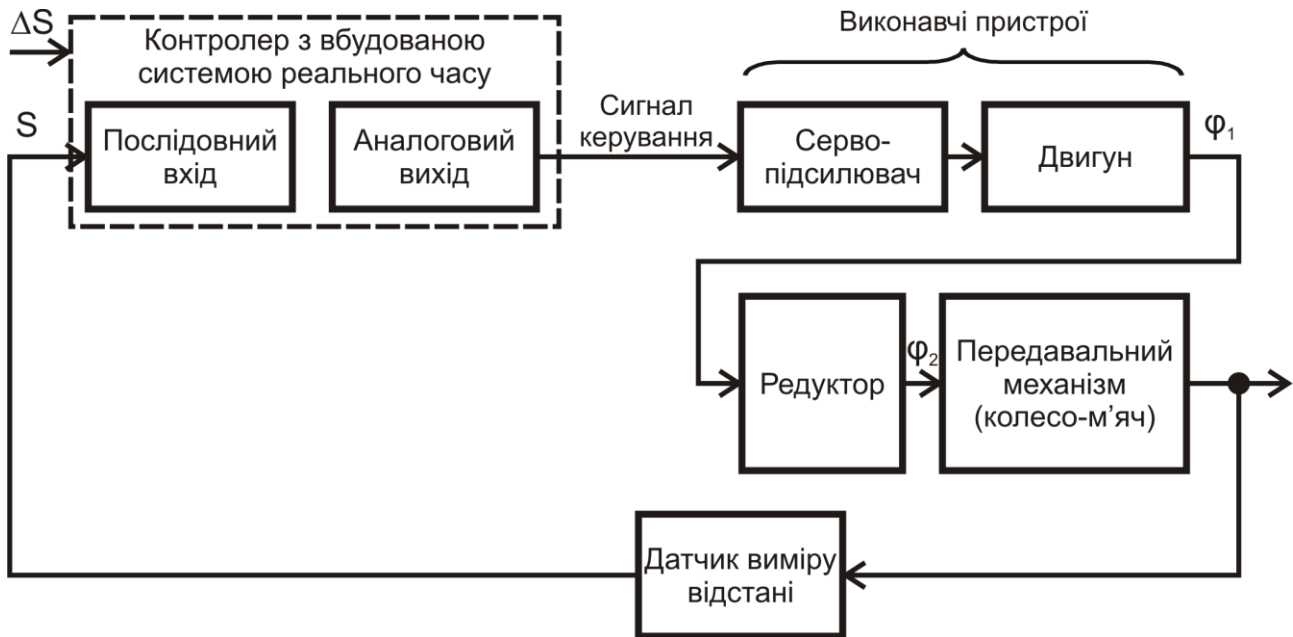 ΔS
Контролер з вбудованою
системою реального часу
S
Послідовний
вхід
Аналоговий
вихід
Сигнал
керування
Виконавчі пристрої
Серво-
підсилювач
Двигун
φ₁
Редуктор
φ₂
Передавальний
механізм
(колесо-м’яч)
Датчик виміру
відстані